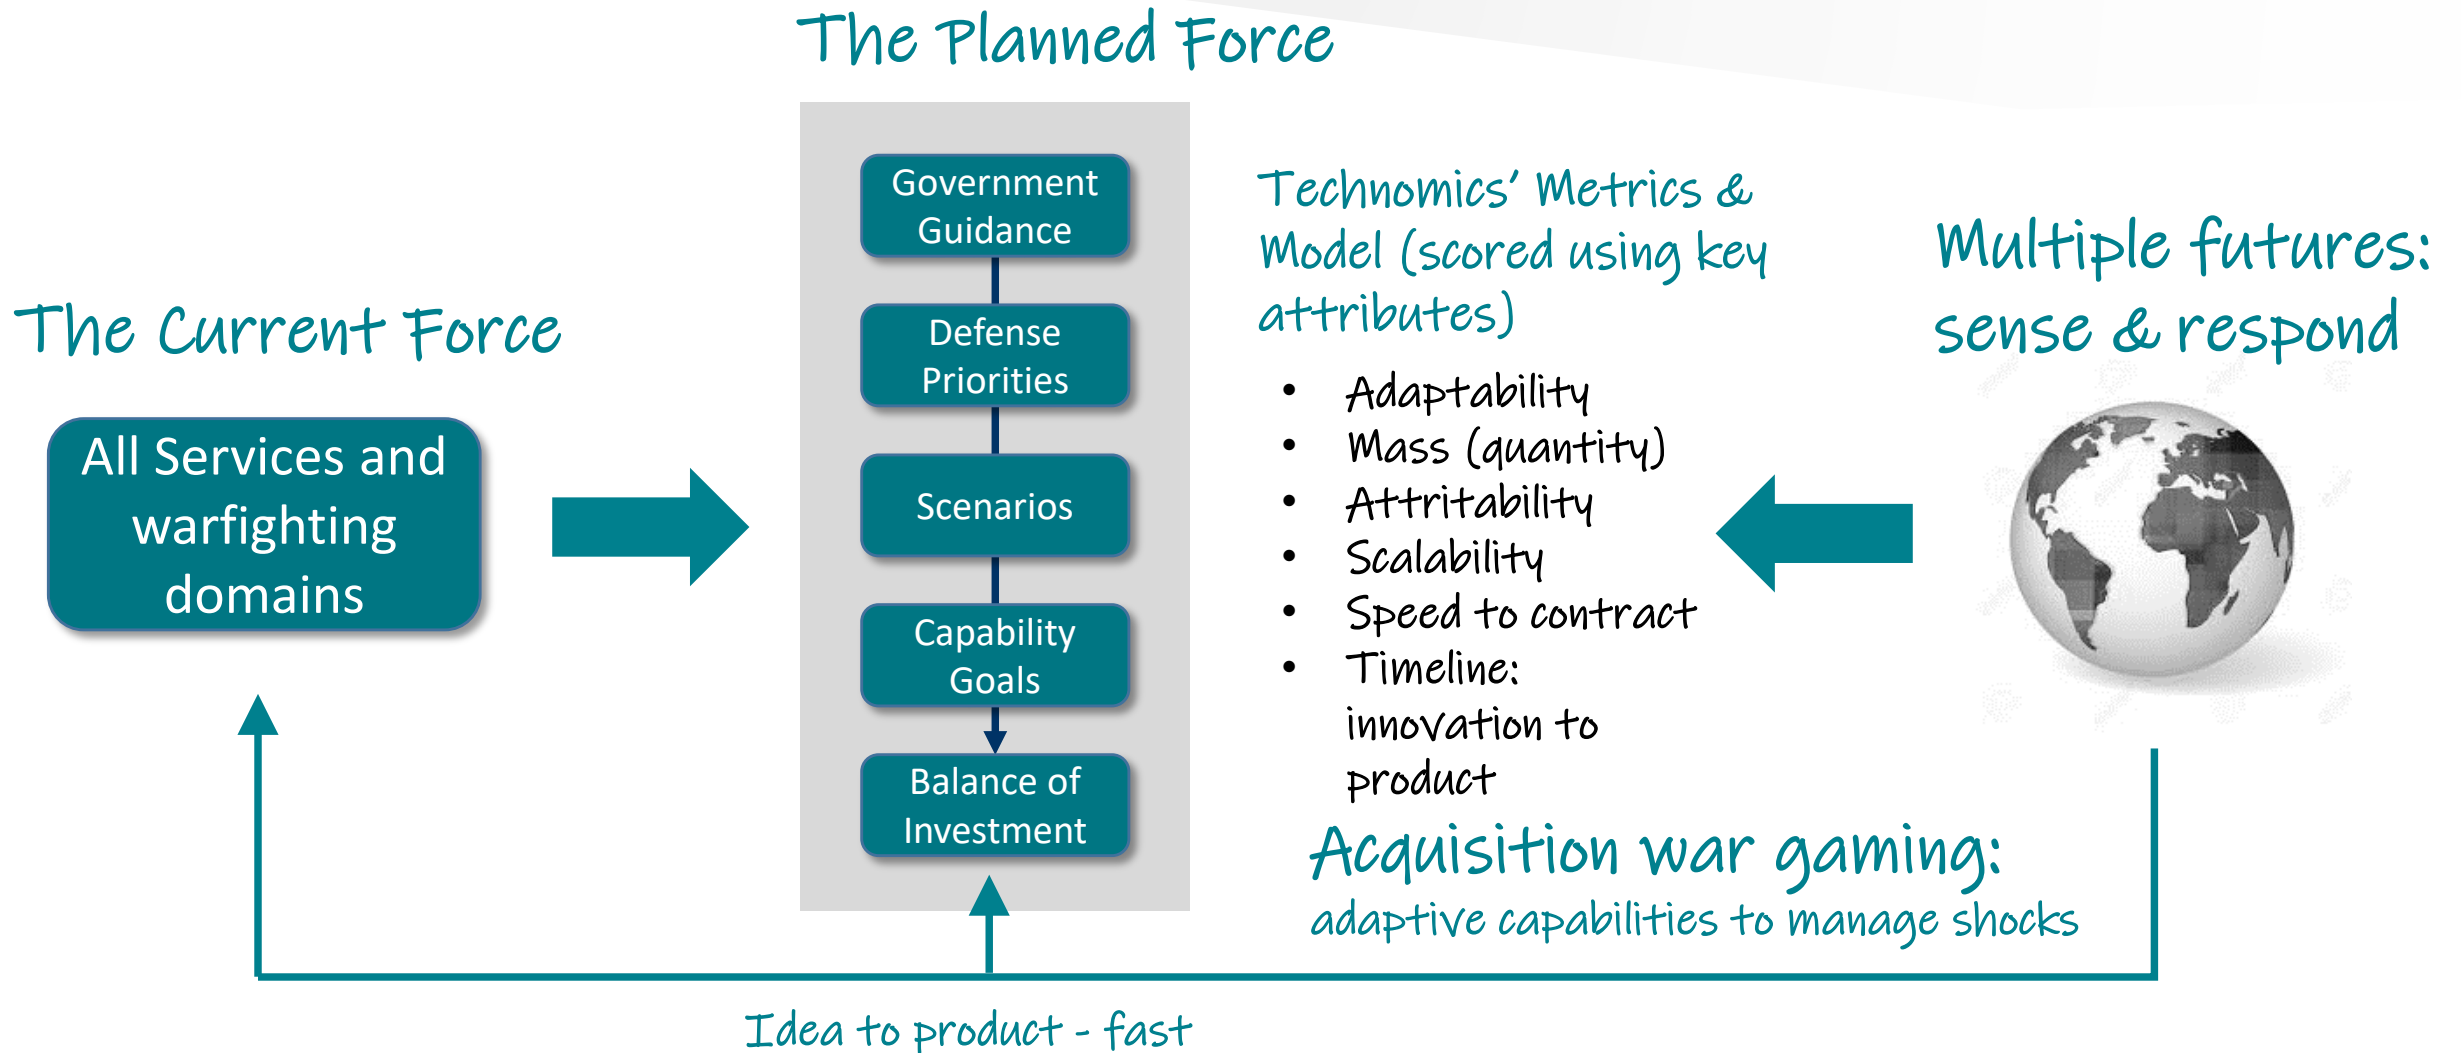 The Planned Force
Government
Guidance
Defense
Priorities
Scenarios
Capability
Goals
Balance of
Investment
The Current Force
All Services and
warfighting
domains
Technomics’ Metrics &
Model (scored using key
attributes)
• Adaptability
• Mass (quantity)
• Attritability
• Scalability
• Speed to contract
• Timeline:
innovation to
product
Multiple futures:
sense & respond
Acquisition war gaming:
adaptive capabilities to manage shocks
Idea to product - fast